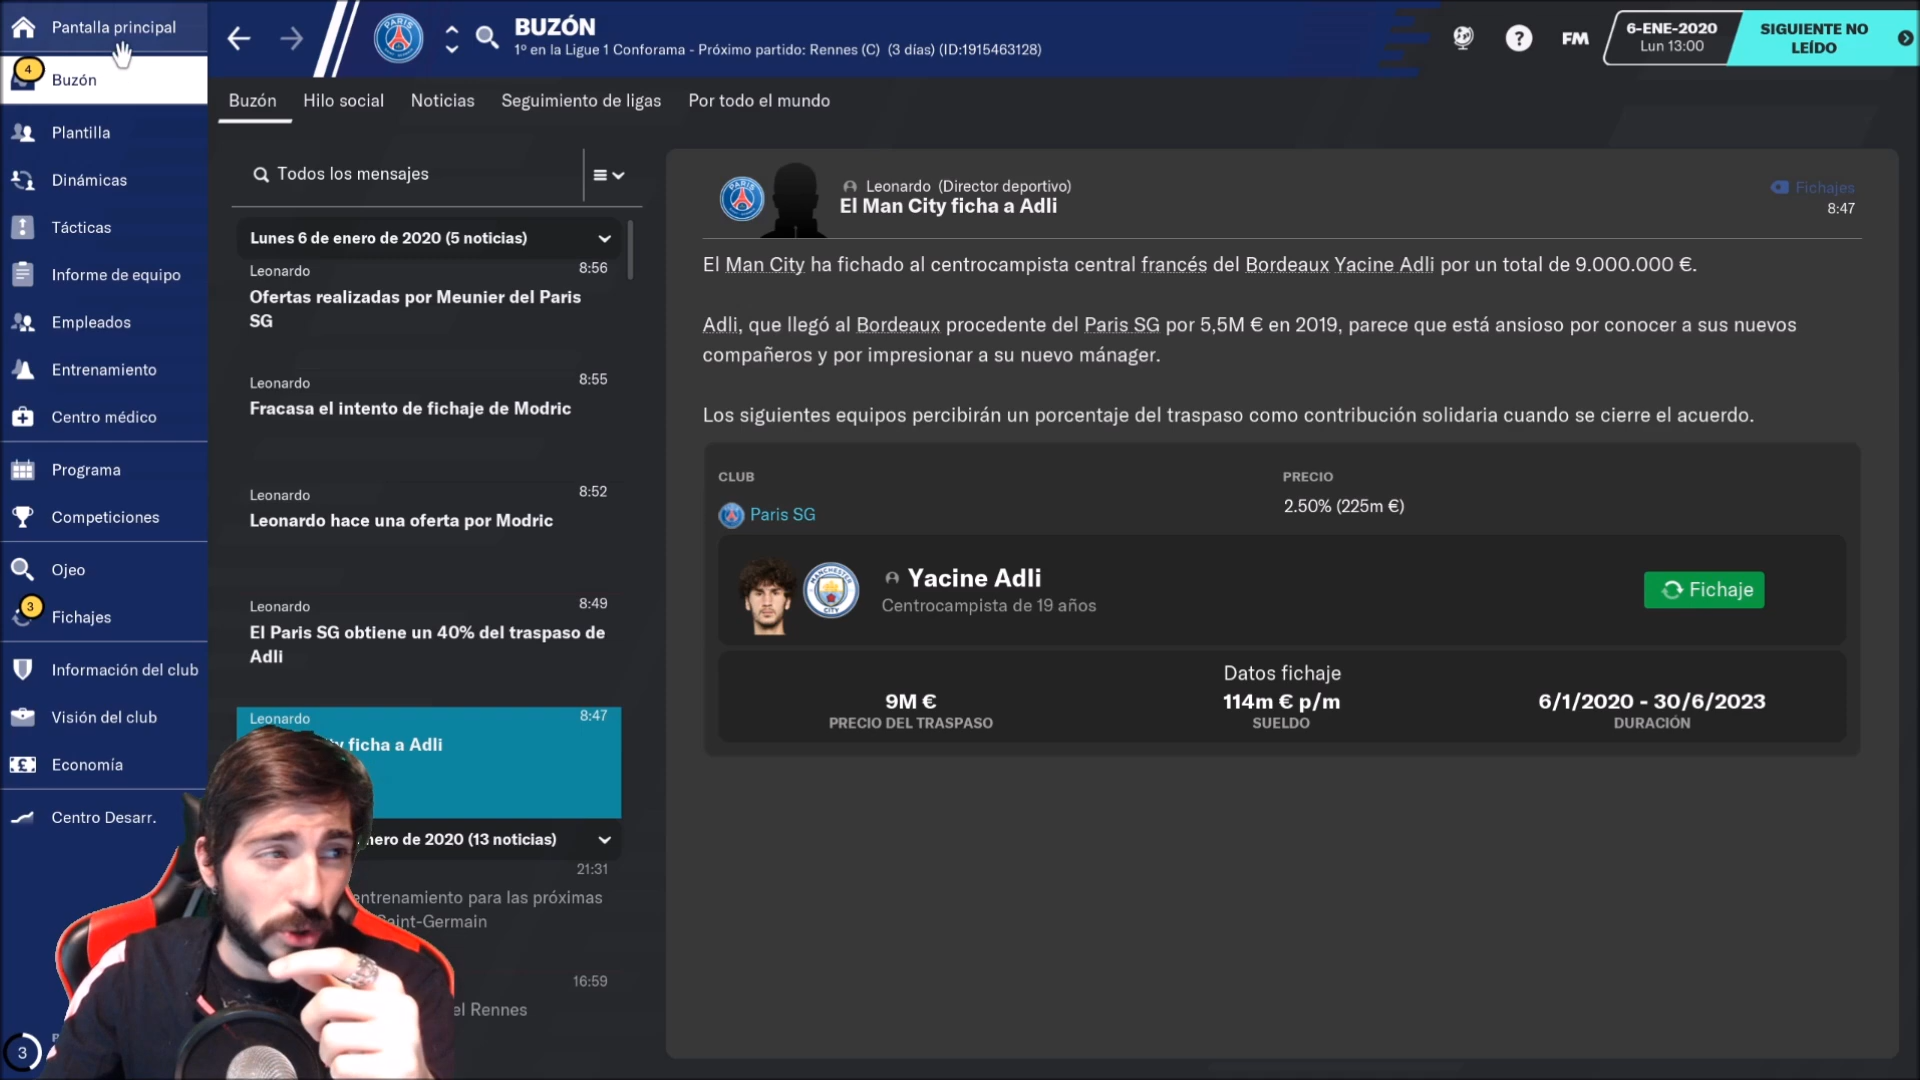 Pantalla principal
4
Buzón
Plantilla
Dinámicas
Tácticas
Informe de equipo
Empleados
Entrenamiento
Centro médico
Programa
Competiciones
Ojeo
3
Fichajes
Información del club
Visión del club
Economía
Centro Desarr.
3
PARIS
BUZÓN
1º en la Ligue 1 Conforama - Próximo partido: Rennes (C) (3 días) (ID:1915463128)
?
FM
6-ENE-2020
Lun 13:00
SIGUIENTE NO
LEÍDO
Buzón
Hilo social
Noticias
Seguimiento de ligas
Por todo el mundo
Todos los mensajes
Lunes 6 de enero de 2020 (5 noticias)
Leonardo
8:56
Ofertas realizadas por Meunier del Paris
SG
Leonardo
8:55
Fracasa el intento de fichaje de Modric
Leonardo
8:52
Leonardo hace una oferta por Modric
Leonardo
8:49
El Paris SG obtiene un 40% del traspaso de
Adli
Leonardo
8:47
ficha a Adli
nero de 2020 (13 noticias)
21:31
entrenamiento para las próximas
Saint-Germain
16:59
el Rennes
PARIS
Leonardo (Director deportivo)
El Man City ficha a Adli
Fichajes
8:47
El Man City ha fichado al centrocampista central francés del Bordeaux Yacine Adli por un total de 9.000.000 €.
Adli, que llegó al Bordeaux procedente del Paris SG por 5,5M € en 2019, parece que está ansioso por conocer a sus nuevos
compañeros y por impresionar a su nuevo mánager.
Los siguientes equipos percibirán un porcentaje del traspaso como contribución solidaria cuando se cierre el acuerdo.
CLUB
PRECIO
Paris SG
2.50% (225m €)
MANCHESTER
CITY
Yacine Adli
Centrocampista de 19 años
Fichaje
Datos fichaje
9M €
PRECIO DEL TRASPASO
114m € p/m
SUELDO
6/1/2020 - 30/6/2023
DURACIÓN